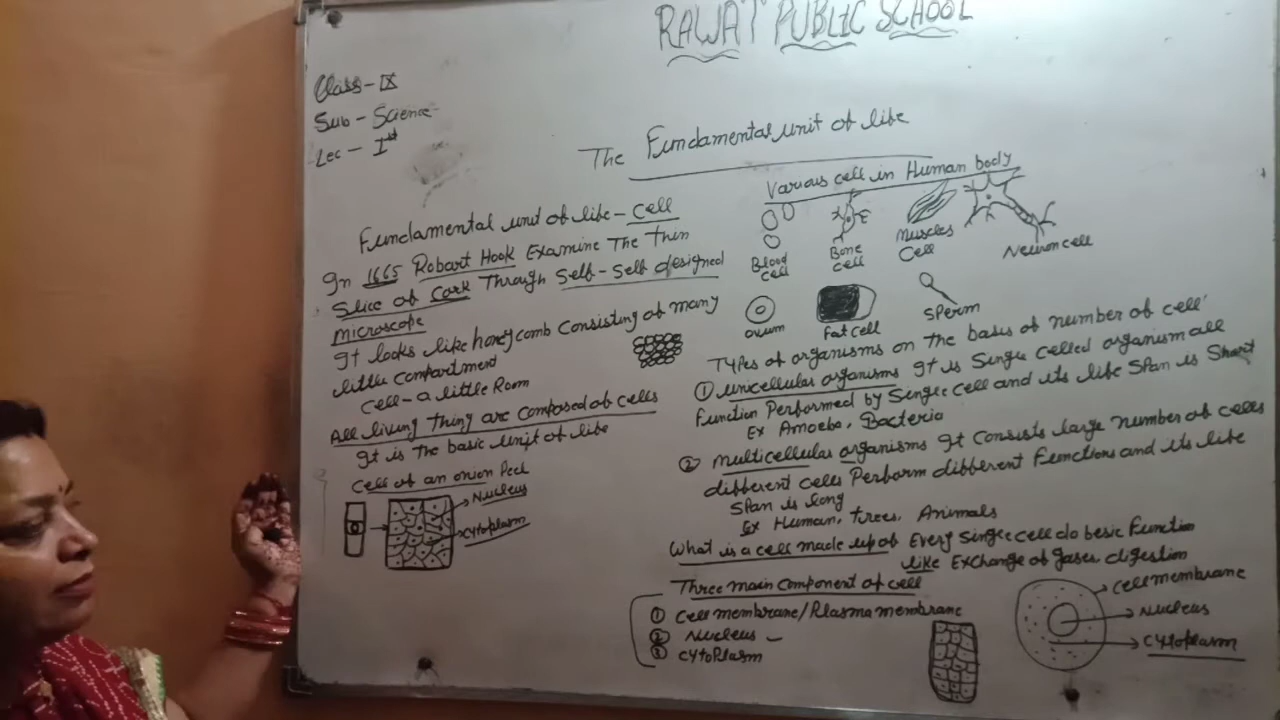 RAWAT PUBLIC SCHOOL
Class - IX
Sub - Science
Lec - Ist
The Fundamental unit of life
Fundamental unit of life - Cell
In 1665 Robart Hook Examine The thin
Slice of Cork Through Self-Self designed
microscope
It looks like honeycomb consisting of many
little compartment
Cell - a little Room
All living thing are composed of cells
It is the basic unit of life
Cell of an onion Peel
Nucleus
cytoplasm
Various cell in Human body
Blood cell
Bone cell
Muscles Cell
Neuron cell
ovum
Fat cell
Sperm
Types of organisms on the basis of number of cell
① unicellular organisms It is Single celled organism all
function Performed by Single cell and its life Span is Short
Ex Amoeba, Bacteria
② multicellular organisms It consists large number of cells
different cells Perform different functions and its life
span is long
Ex Human, trees, Animals
What is a cell made up of Every single cell do besic Function
like Exchange of gases, digestion
Three main component of cell
① Cell membrane/Plasma membrane
② Nucleus
③ cytoplasm
Cell membrane
Nucleus
cytoplasm